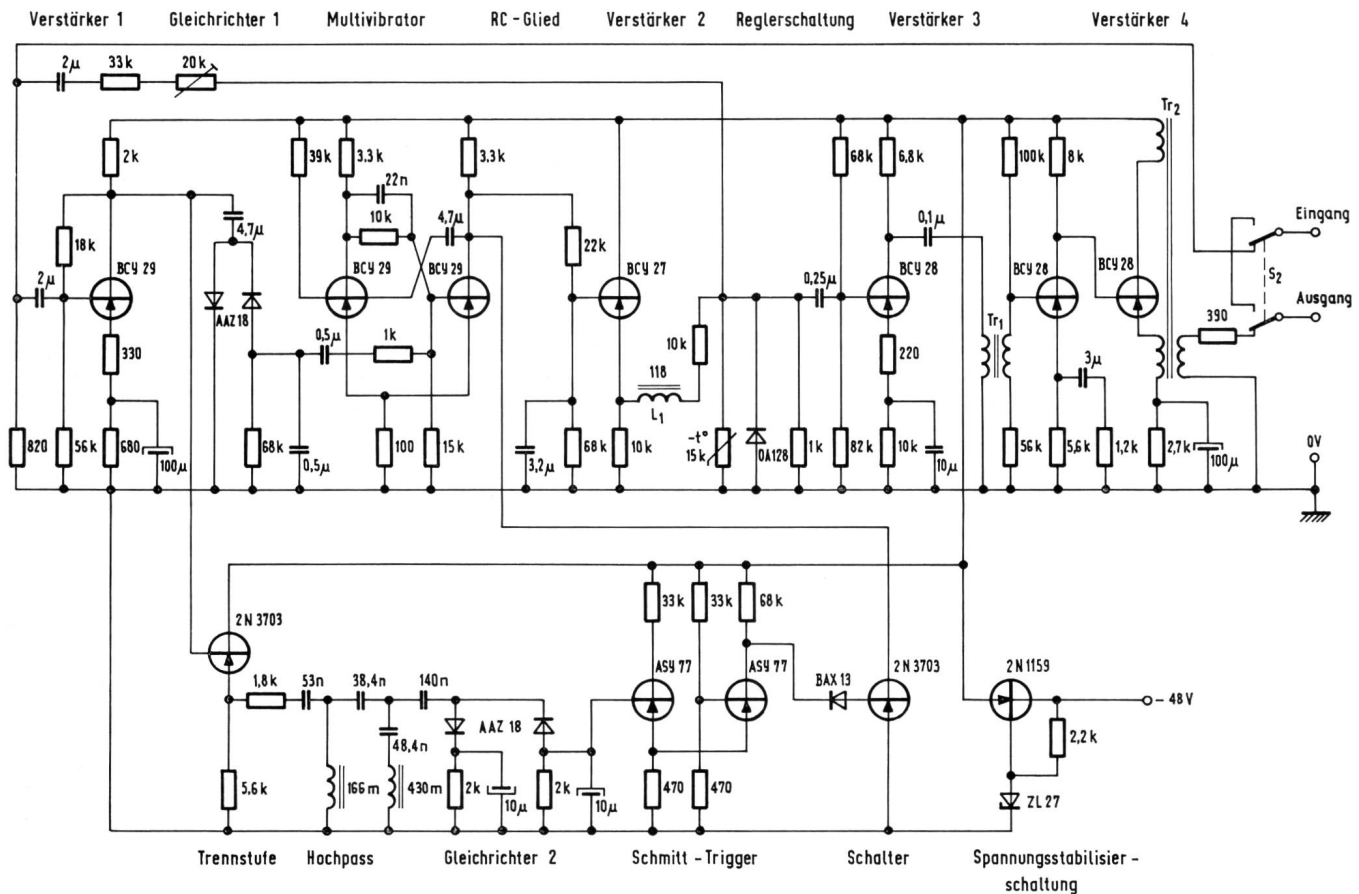 Verstärker 1 Gleichrichter 1 Multivibrator RC-Glied Verstärker 2 Reglerschaltung Verstärker 3 Verstärker 4
2µ 33k 20k
Tr2
2k 39k 3,3k 3,3k 68k 6,8k 100k 8k
22n
4,7µ 10k 4,7µ 0,1µ
18k 22k
Eingang
BCY 29 BCY 29 BCY 29 BCY 27 BCY 28 BCY 28 BCY 28
2µ 0,25µ
S2
AAZ18 Ausgang
0,5µ 1k Tr1 390
330 10k 220
118 3µ
L1
820 56k 680 68k 100 15k 68k 10k -t° 15k OA128 1k 82k 10k 56k 5,6k 1,2k 2,7k
100µ 0,5µ 3,2µ 10µ 100µ
0V
33k 33k 68k
2N 3703
ASY 77 ASY 77 BAX 13 2N 3703 2N 1159
1,8k 53n 38,4n 140n
- 48V
AAZ 18
48,4n 2,2k
5,6k 166m 430m 2k 10µ 2k 10µ 470 470
ZL 27
Trennstufe Hochpass Gleichrichter 2 Schmitt-Trigger Schalter Spannungsstabilisier-
schaltung